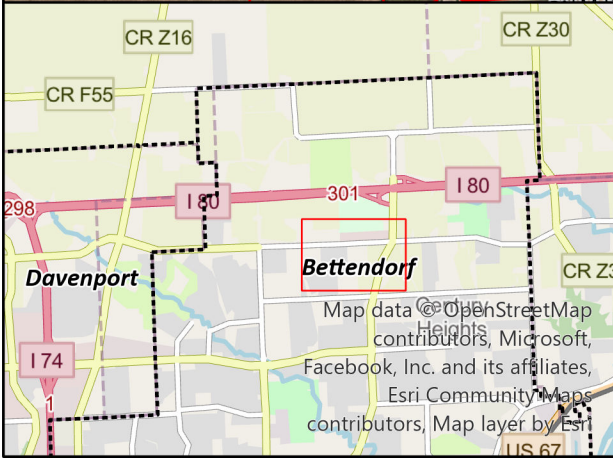 CR Z16
CR Z30
CR F55
I 80
301
I 80
298
Davenport
Bettendorf
CR Z3
Century
Heights
Map data © OpenStreetMap
contributors, Microsoft,
Facebook, Inc. and its affiliates,
Esri Community Maps
contributors, Map layer by Esri
I 74
1
US 67